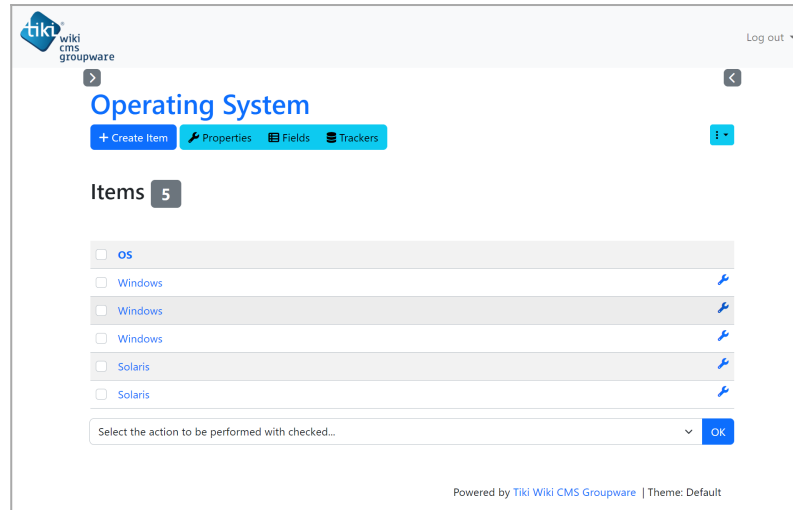 tiki®
wiki
cms
groupware
Log out
Operating System
+ Create Item Properties Fields Trackers
Items 5
OS
Windows
Windows
Windows
Solaris
Solaris
Select the action to be performed with checked... OK
Powered by Tiki Wiki CMS Groupware | Theme: Default